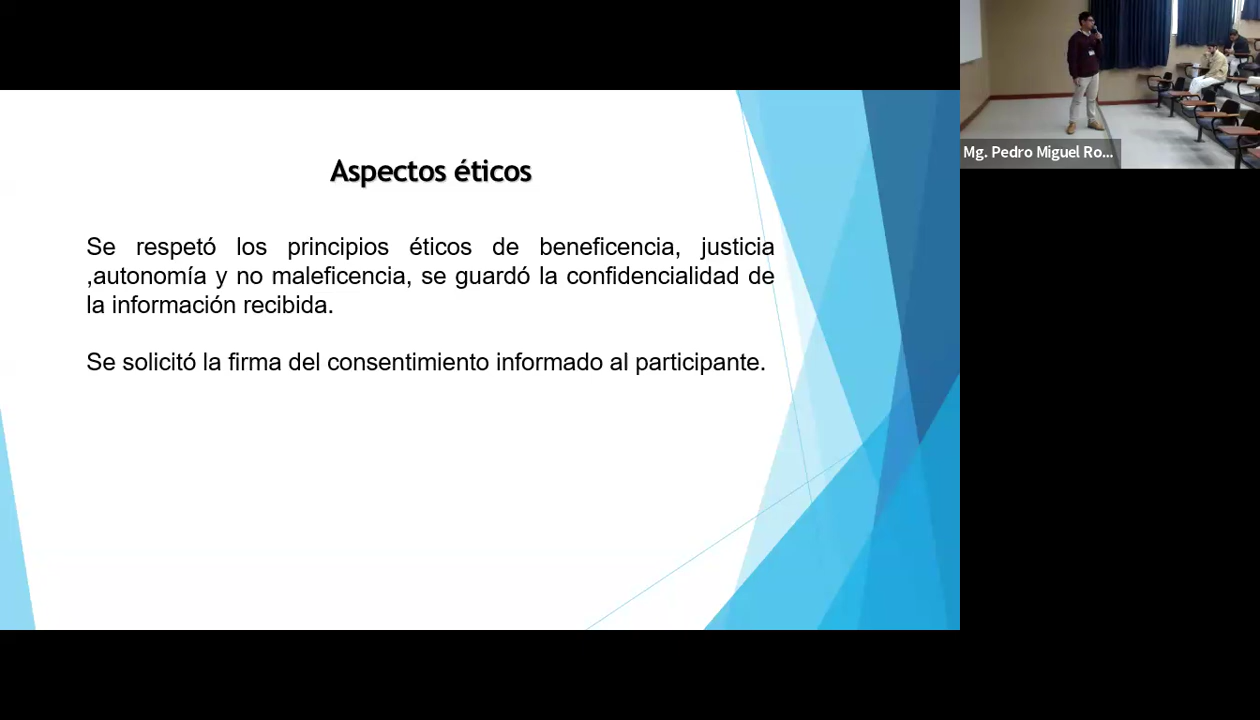 Aspectos éticos
Se respetó los principios éticos de beneficencia, justicia
,autonomía y no maleficencia, se guardó la confidencialidad de
la información recibida.
Se solicitó la firma del consentimiento informado al participante.
Mg. Pedro Miguel Ro...